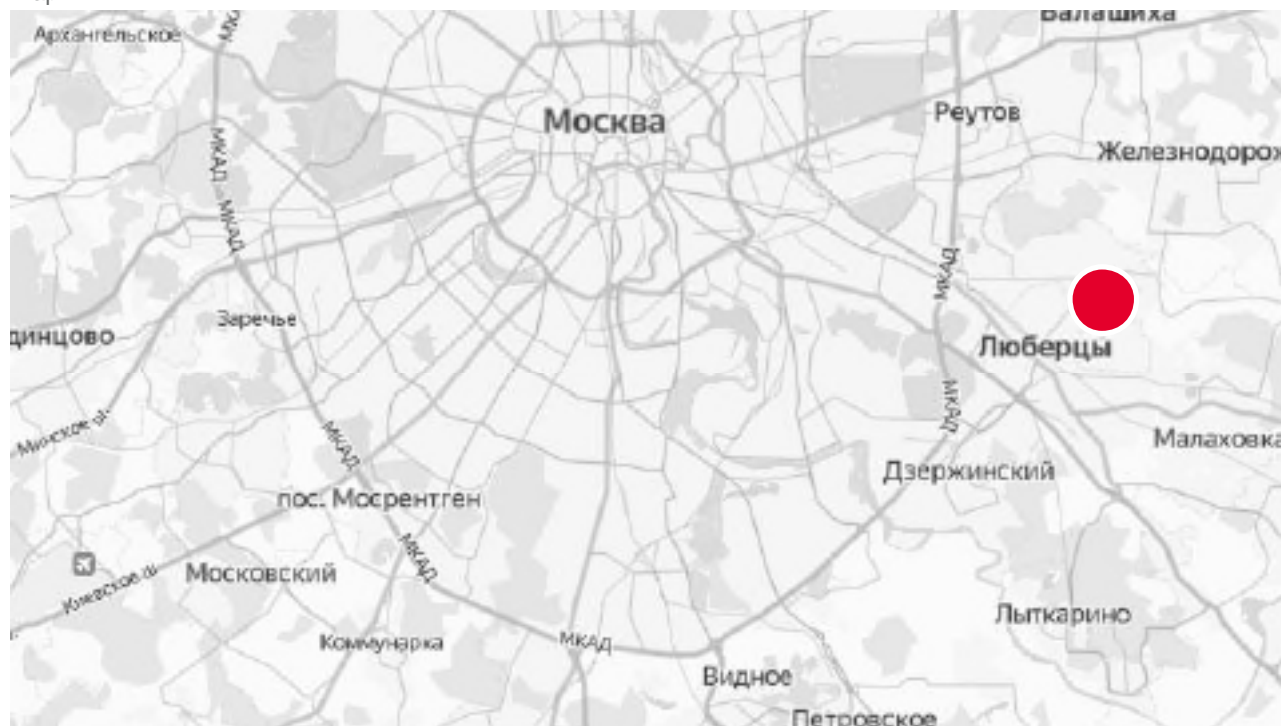 Балашиха
Архангельское
МКАД
Москва
Реутов
МКАД
Железнодорож
МКАД
МКАД
Заречье
динцово
Люберцы
МКАД
Минское ш.
МКАД
Малаховка
Дзержинский
пос. Мосрентген
МКАД
Московский
Киевское ш.
Лыткарино
Коммунарка
МКАД
Видное
Петровское